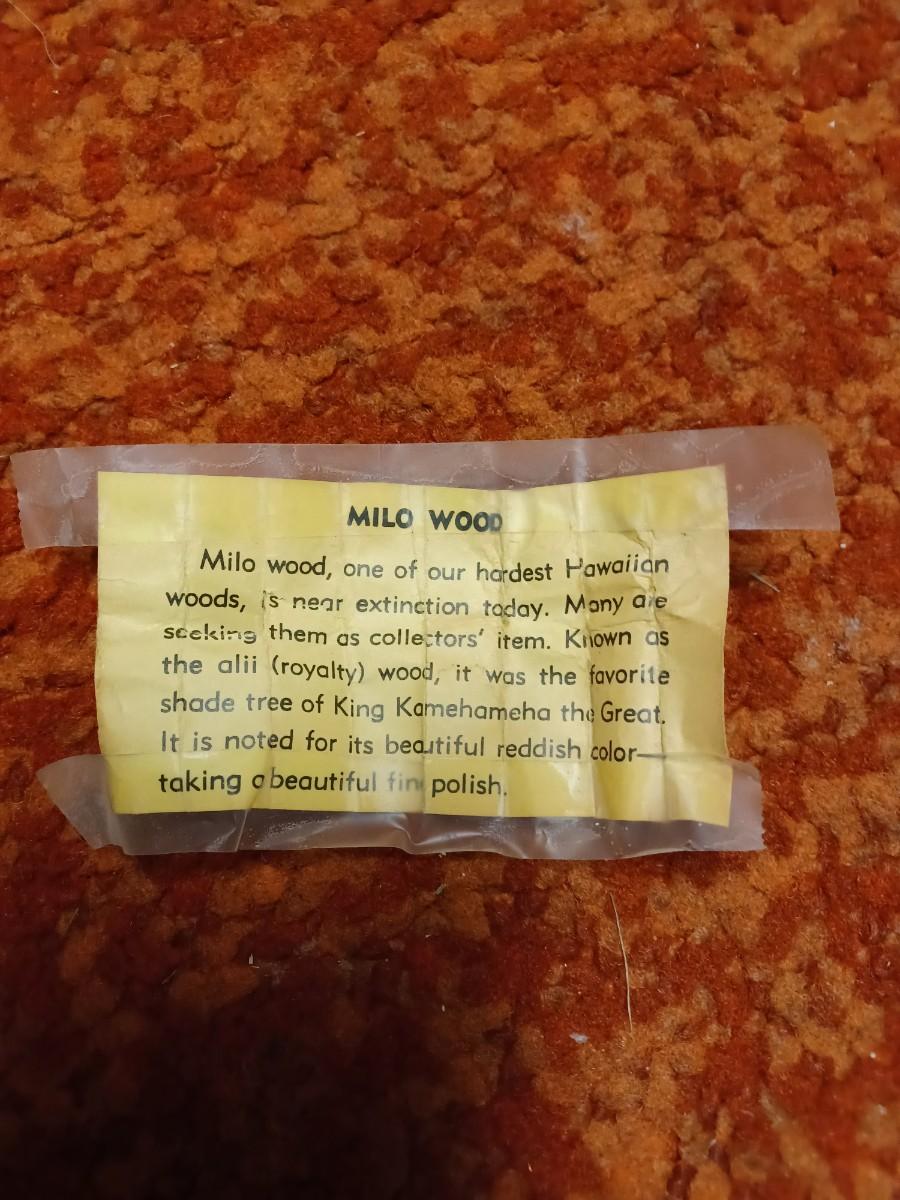 MILO WOOD
Milo wood, one of our hardest Hawaiian
woods, is near extinction today. Many are
seeking them as collectors' item. Known as
the alii (royalty) wood, it was the favorite
shade tree of King Kamehameha the Great.
It is noted for its beautiful reddish color—
taking a beautiful fine polish.